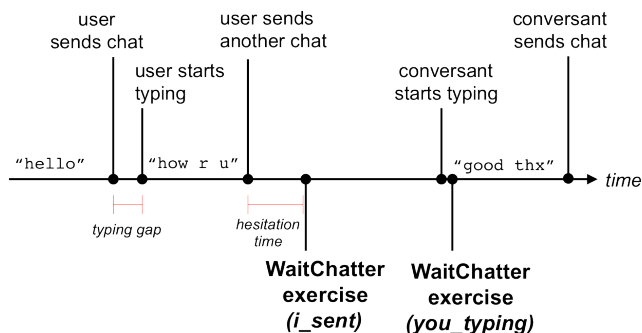 user
sends chat
user starts
typing
user sends
another chat
conversant
starts typing
conversant
sends chat
“hello”
“how r u”
“good thx”
time
typing gap
hesitation
time
WaitChatter
exercise
(i_sent)
WaitChatter
exercise
(you_typing)